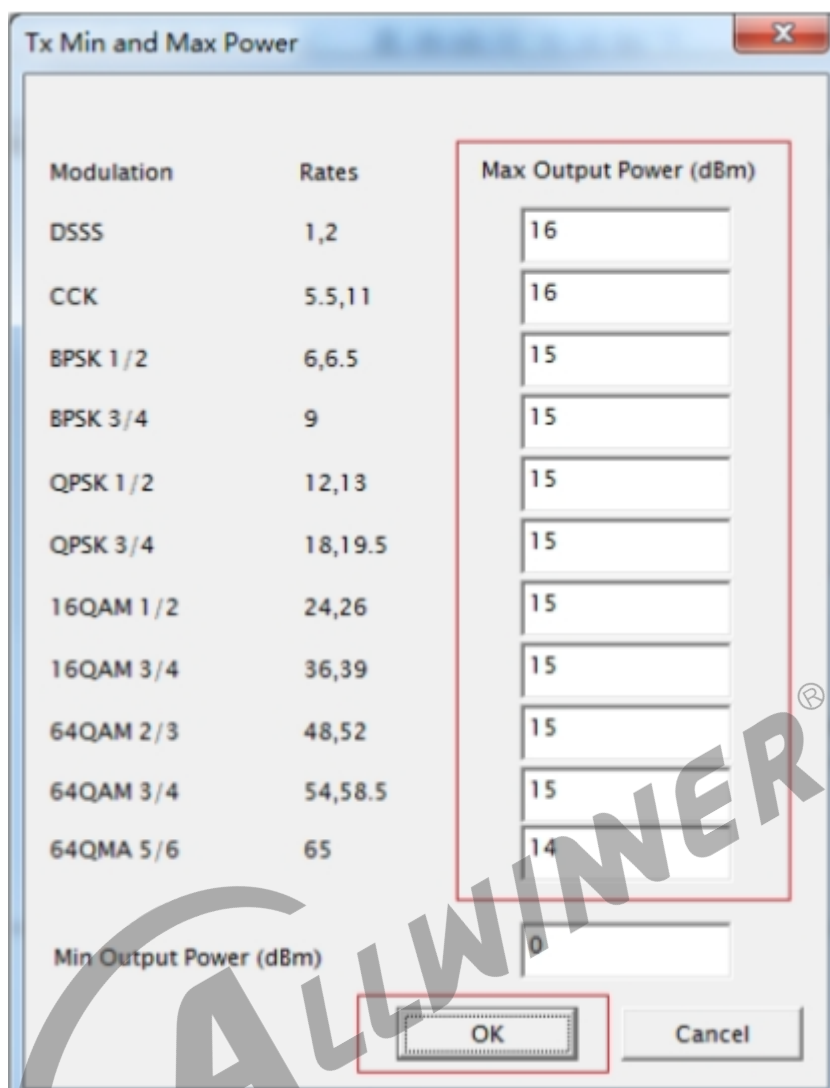 Tx Min and Max Power
Modulation Rates Max Output Power (dBm)
DSSS 1,2 16
CCK 5.5,11 16
BPSK 1/2 6,6.5 15
BPSK 3/4 9 15
QPSK 1/2 12,13 15
QPSK 3/4 18,19.5 15
16QAM 1/2 24,26 15
16QAM 3/4 36,39 15
64QAM 2/3 48,52 15
64QAM 3/4 54,58.5 15
64QMA 5/6 65 14
Min Output Power (dBm) 0
OK Cancel
ALLWINNER®